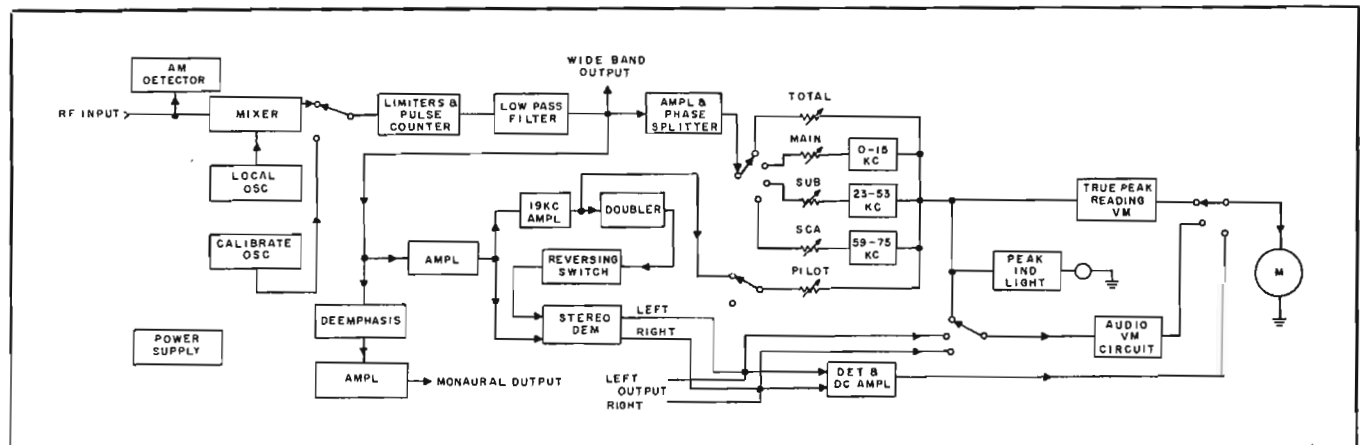 WIDE BAND
OUTPUT
AM
DETECTOR
RF INPUT
MIXER
LIMITERS &
PULSE
COUNTER
LOW PASS
FILTER
AMPL &
PHASE
SPLITTER
TOTAL
MAIN
0-15
KC
SUB
23-53
KC
SCA
59-75
KC
PILOT
LOCAL
OSC
CALIBRATE
OSC
19KC
AMPL
DOUBLER
AMPL
REVERSING
SWITCH
STEREO
DEM
LEFT
RIGHT
DEEMPHASIS
POWER
SUPPLY
AMPL
MONAURAL OUTPUT
LEFT
OUTPUT
RIGHT
DET &
DC AMPL
TRUE PEAK
READING
VM
PEAK
IND
LIGHT
AUDIO
VM
CIRCUIT
M